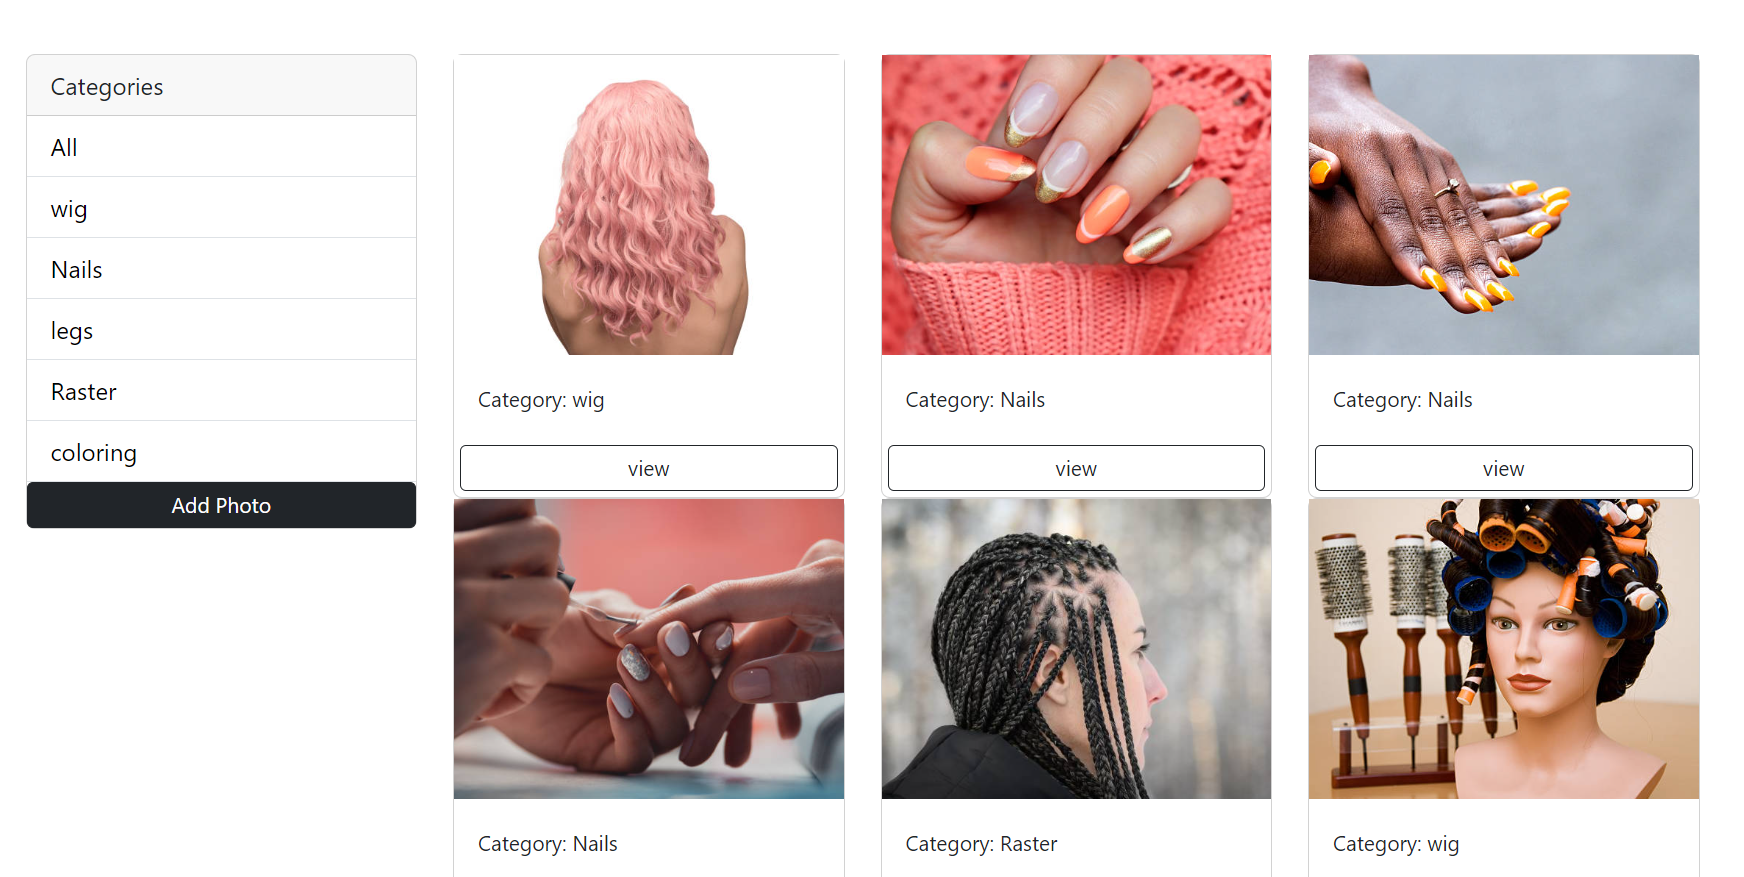 Categories
All
wig
Nails
legs
Raster
coloring
Add Photo
Category: wig
view
Category: Nails
view
Category: Nails
view
Category: Nails
Category: Raster
Category: wig